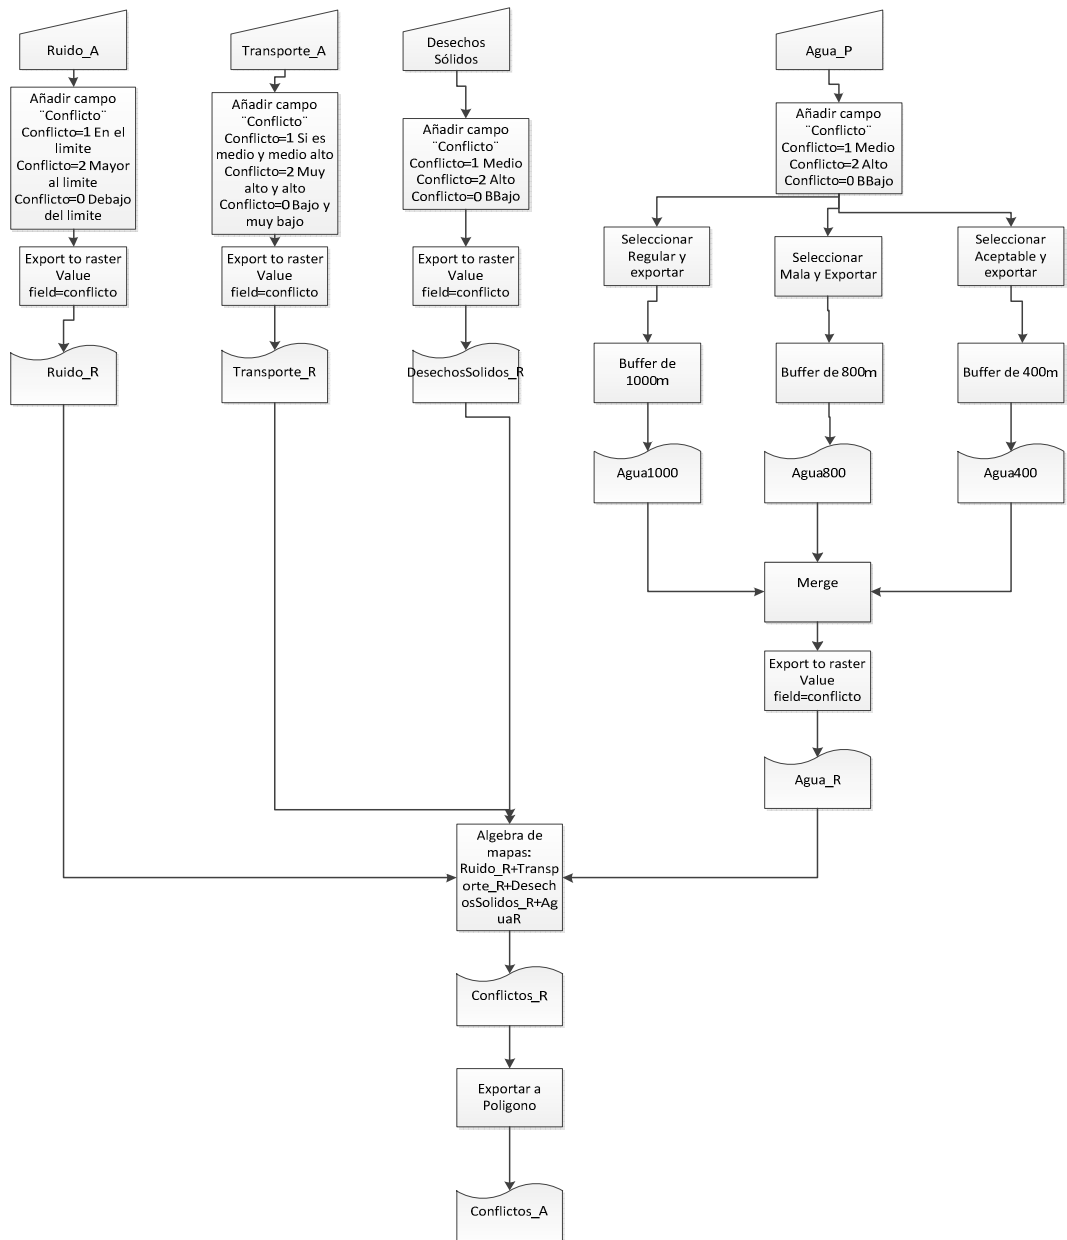 Ruido_A
Transporte_A
Desechos
Sólidos
Agua_P
Añadir campo
¨Conflicto¨
Conflicto=1 En el
limite
Conflicto=2 Mayor
al limite
Conflicto=0 Debajo
del limite
Añadir campo
¨Conflicto¨
Conflicto=1 Si es
medio y medio alto
Conflicto=2 Muy
alto y alto
Conflicto=0 Bajo y
muy bajo
Añadir campo
¨Conflicto¨
Conflicto=1 Medio
Conflicto=2 Alto
Conflicto=0 BBajo
Añadir campo
¨Conflicto¨
Conflicto=1 Medio
Conflicto=2 Alto
Conflicto=0 BBajo
Export to raster
Value
field=conflicto
Export to raster
Value
field=conflicto
Export to raster
Value
field=conflicto
Seleccionar
Regular y
exportar
Seleccionar
Mala y Exportar
Seleccionar
Aceptable y
exportar
Ruido_R
Transporte_R
DesechosSolidos_R
Buffer de
1000m
Buffer de 800m
Buffer de 400m
Agua1000
Agua800
Agua400
Merge
Export to raster
Value
field=conflicto
Agua_R
Algebra de
mapas:
Ruido_R+Transp
orte_R+Desech
osSolidos_R+Ag
uaR
Conflictos_R
Exportar a
Poligono
Conflictos_A